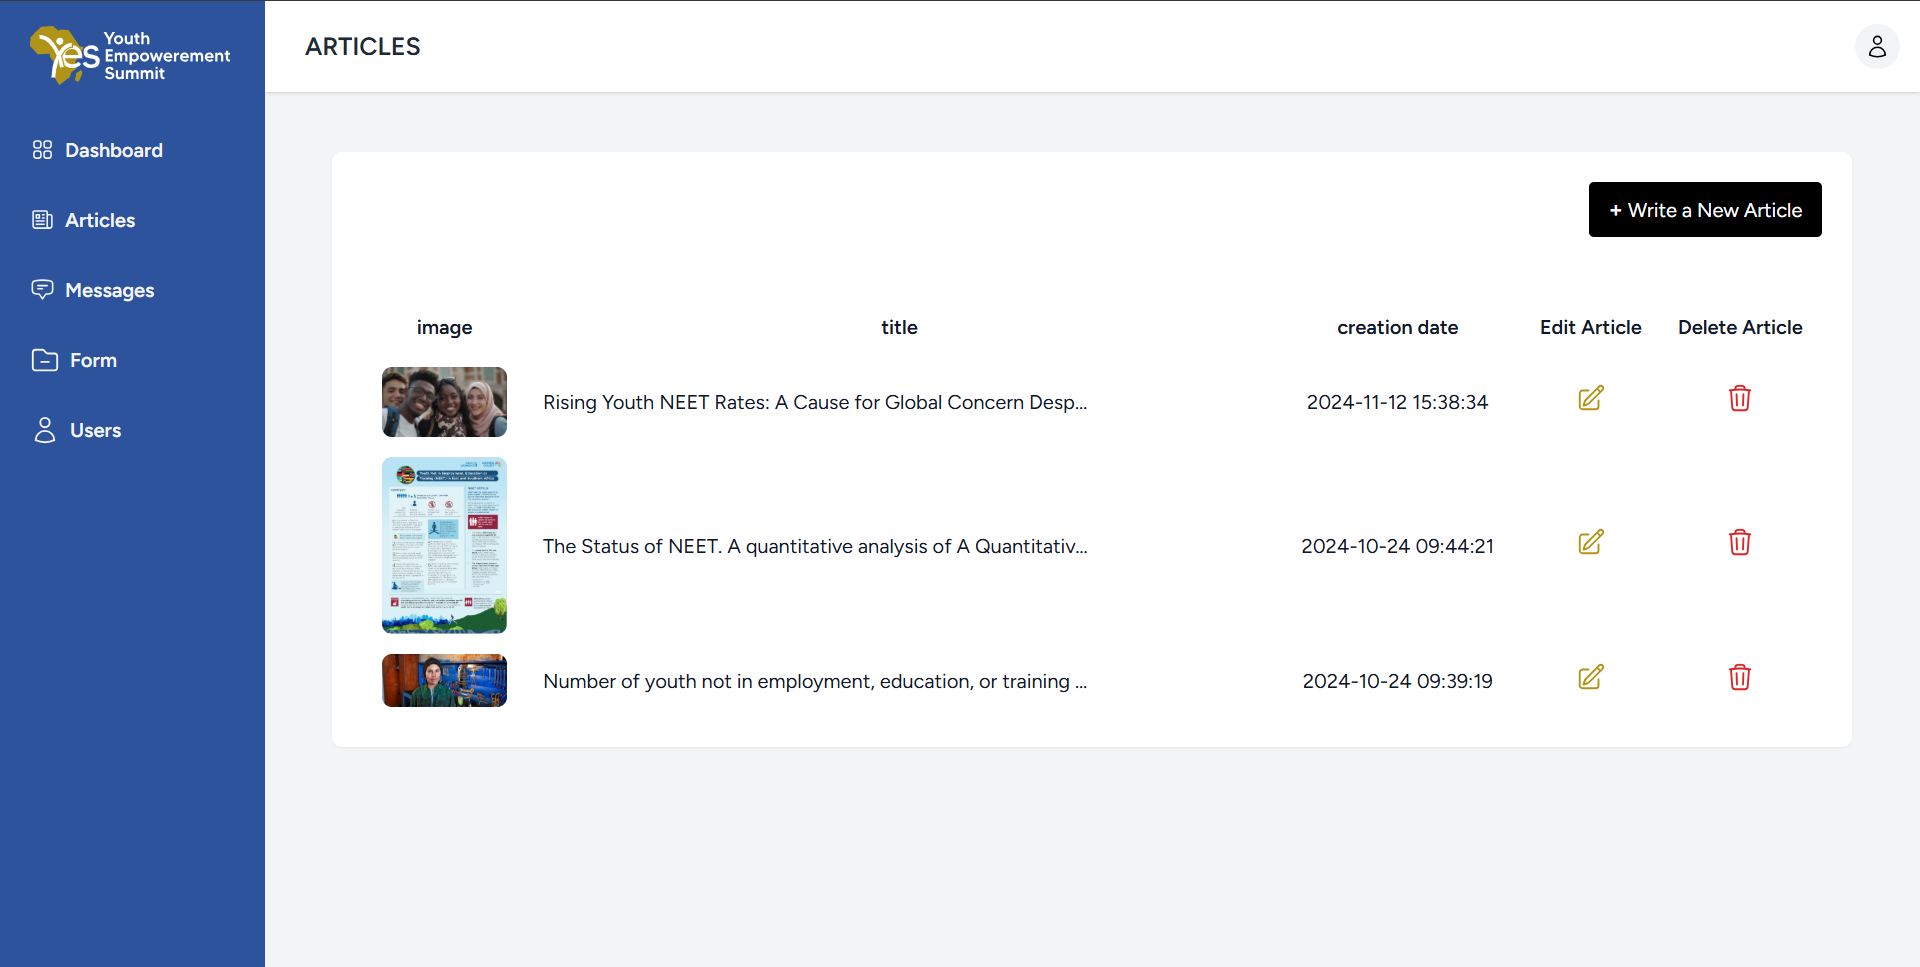 Yes
Youth
Empowerement
Summit
ARTICLES
Dashboard
Articles
Messages
Form
Users
+ Write a New Article
image title creation date Edit Article Delete Article
Rising Youth NEET Rates: A Cause for Global Concern Desp... 2024-11-12 15:38:34
The Status of NEET. A quantitative analysis of A Quantitativ... 2024-10-24 09:44:21
Number of youth not in employment, education, or training ... 2024-10-24 09:39:19